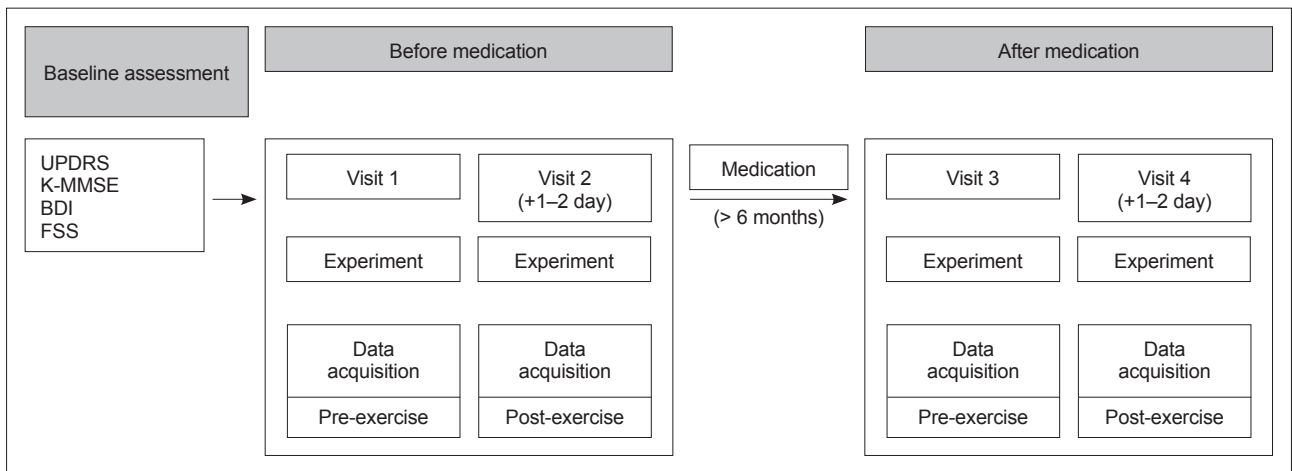 Baseline assessment
Before medication
After medication
UPDRS
K-MMSE
BDI
FSS
Visit 1
Visit 2
(+1–2 day)
Experiment
Experiment
Data
acquisition
Pre-exercise
Data
acquisition
Post-exercise
Medication
(> 6 months)
Visit 3
Visit 4
(+1–2 day)
Experiment
Experiment
Data
acquisition
Pre-exercise
Data
acquisition
Post-exercise